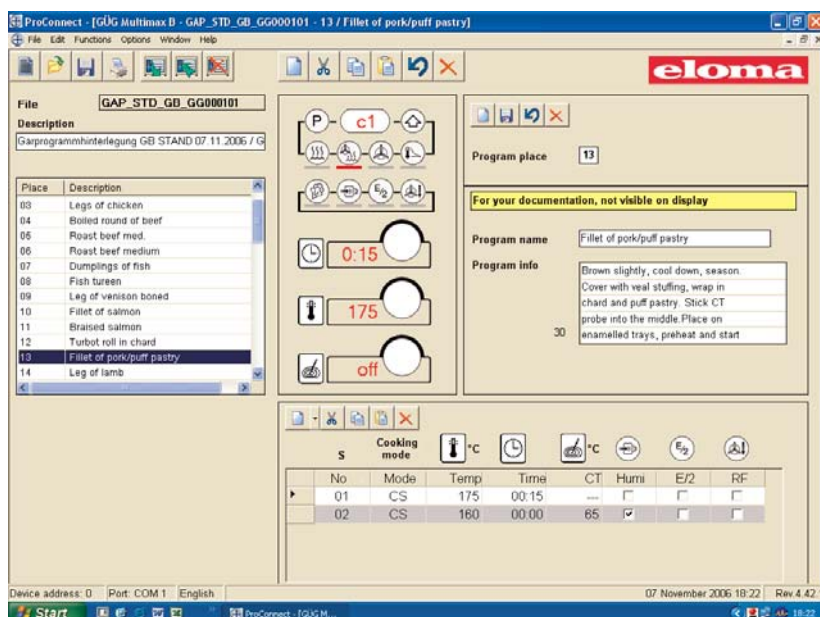 ProConnect - [GÜG Multimax B - GAP_STD_GB_GG000101 - 13 / Fillet of pork/puff pastry]
File Edit Functions Options Window Help
eloma
File GAP_STD_GB_GG000101
Description
Garprogrammhinterlegung GB STAND 07.11.2006 / G
Place Description
03 Legs of chicken
04 Boiled round of beef
05 Roast beef med.
06 Roast beef medium
07 Dumplings of fish
08 Fish tureen
09 Leg of venison boned
10 Fillet of salmon
11 Braised salmon
12 Turbot roll in chard
13 Fillet of pork/puff pastry
14 Leg of lamb
P c1
E/2
0:15
175
off
Program place 13
For your documentation, not visible on display
Program name Fillet of pork/puff pastry
Program info Brown slightly, cool down, season.
Cover with veal stuffing, wrap in
chard and puff pastry. Stick CT
probe into the middle.Place on
30 enamelled trays, preheat and start
S Cooking mode °C °C E/2
No Mode Temp Time CT Humi E/2 RF
01 CS 175 00:15 ---
02 CS 160 00:00 65
Device address: 0 Port: COM 1 English 07 November 2006 18:22 Rev.4.42
Start ProConnect - [GÜG M... 18:22